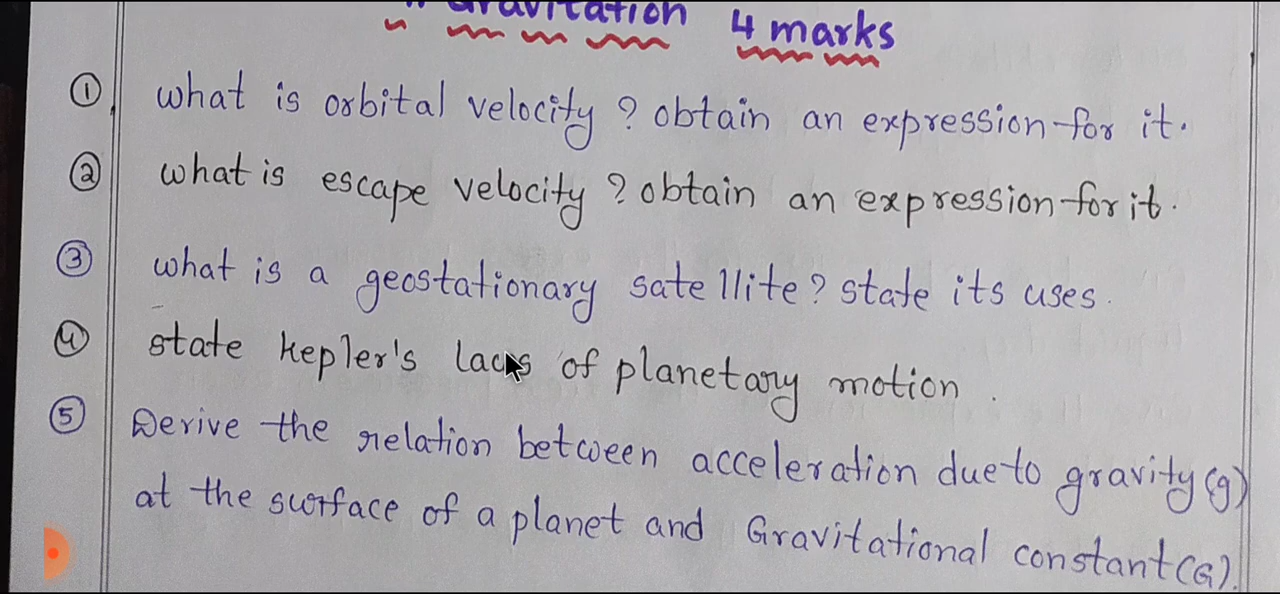 Gravitation 4 marks
① what is orbital velocity ? obtain an expression for it.
② what is escape velocity ? obtain an expression for it.
③ what is a geostationary satellite? state its uses.
④ state Kepler's laws of planetary motion.
⑤ Derive the relation between acceleration due to gravity (g)
at the surface of a planet and Gravitational constant (G).